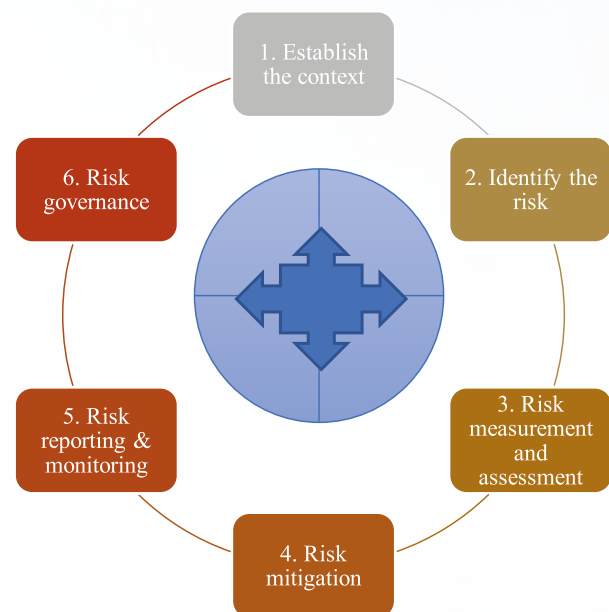 1. Establish
the context
2. Identify the
risk
3. Risk
measurement
and
assessment
4. Risk
mitigation
5. Risk
reporting &
monitoring
6. Risk
governance